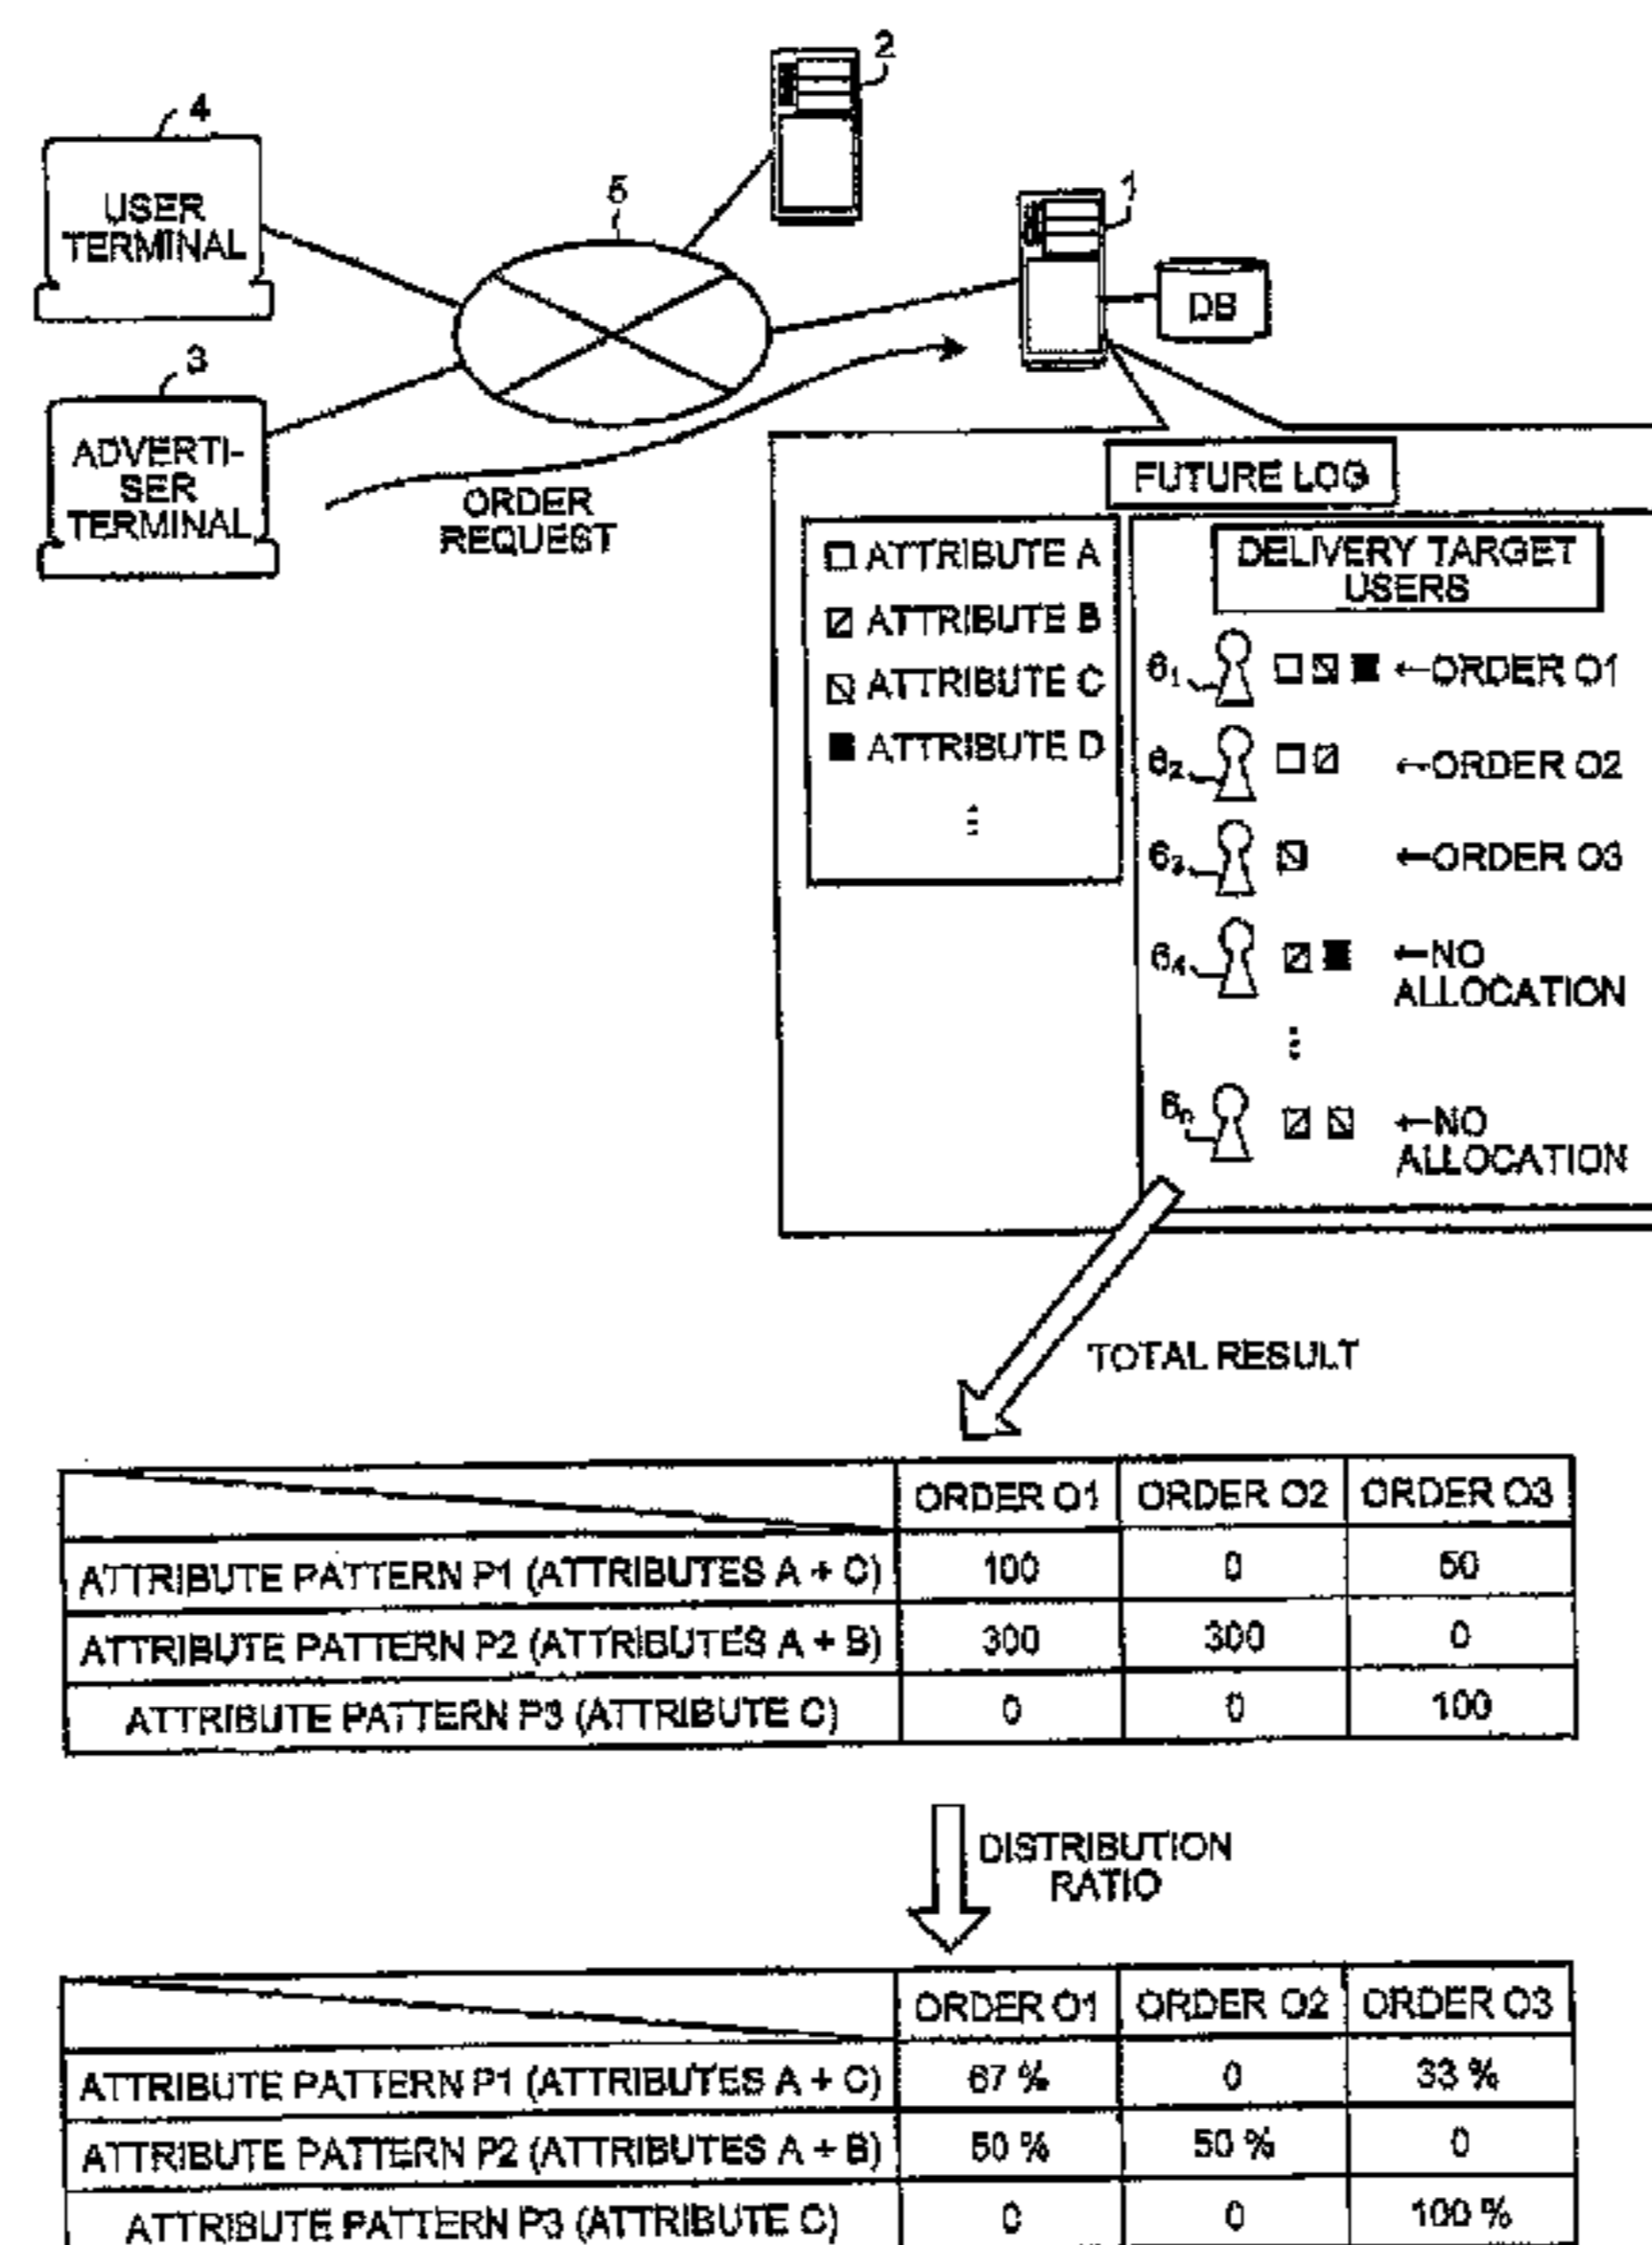 2
4
USER
TERMINAL
5
1
DB
3
ADVERTI-
SER
TERMINAL
ORDER
REQUEST
FUTURE LOG
ATTRIBUTE A
ATTRIBUTE B
ATTRIBUTE C
ATTRIBUTE D
⋮
DELIVERY TARGET
USERS
6₁ ←ORDER O1
6₂ ←ORDER O2
6₃ ←ORDER O3
6₄ ←NO
ALLOCATION
⋮
6ₙ ←NO
ALLOCATION
TOTAL RESULT
ORDER O1 ORDER O2 ORDER O3
ATTRIBUTE PATTERN P1 (ATTRIBUTES A + C) 100 0 50
ATTRIBUTE PATTERN P2 (ATTRIBUTES A + B) 300 300 0
ATTRIBUTE PATTERN P3 (ATTRIBUTE C) 0 0 100
DISTRIBUTION
RATIO
ORDER O1 ORDER O2 ORDER O3
ATTRIBUTE PATTERN P1 (ATTRIBUTES A + C) 67 % 0 33 %
ATTRIBUTE PATTERN P2 (ATTRIBUTES A + B) 50 % 50 % 0
ATTRIBUTE PATTERN P3 (ATTRIBUTE C) 0 0 100 %